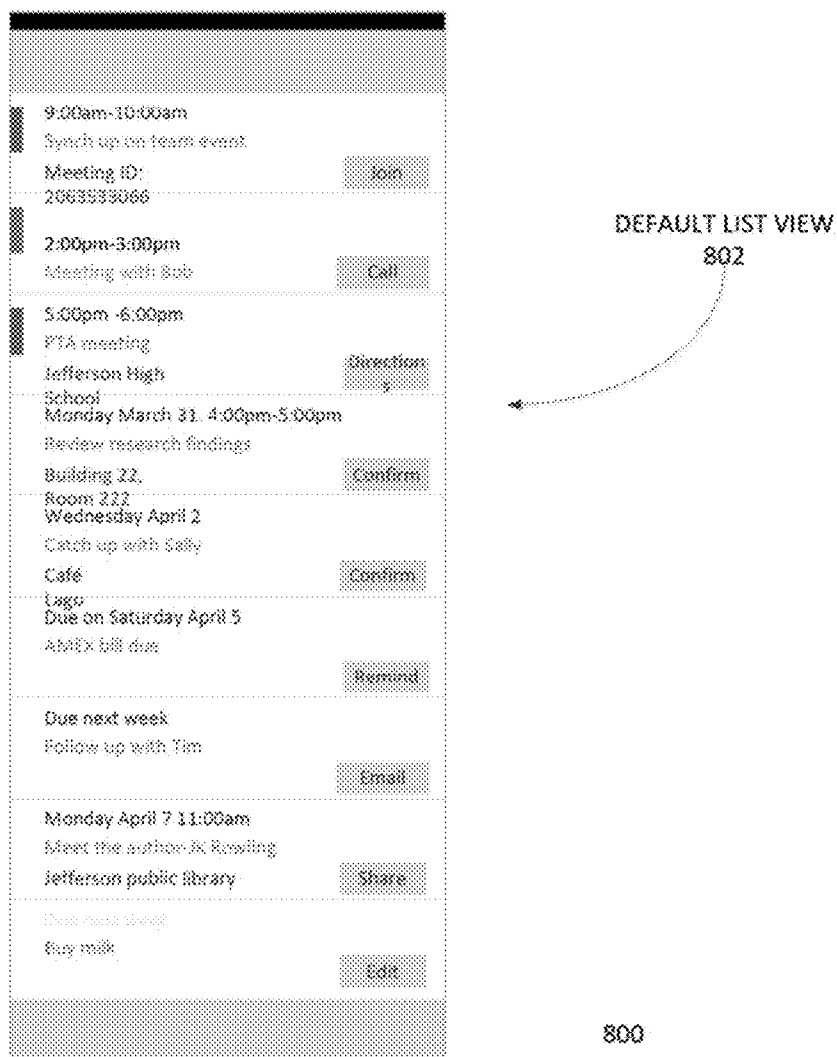 9:00am-10:00am
Synch up on team event
Meeting ID:
2063533066
Join
2:00pm-3:00pm
Meeting with Bob
Call
5:00pm -6:00pm
PTA meeting
Jefferson High
School
Direction
s
Monday March 31. 4:00pm-5:00pm
Review research findings
Building 22,
Room 222
Confirm
Wednesday April 2
Catch up with Sally
Café
Lago
Confirm
Due on Saturday April 5
AMEX bill due
Remind
Due next week
Follow up with Tim
Email
Monday April 7 11:00am
Meet the author-JK Rowling
Jefferson public library
Share
Buy milk
Edit
DEFAULT LIST VIEW
802
800